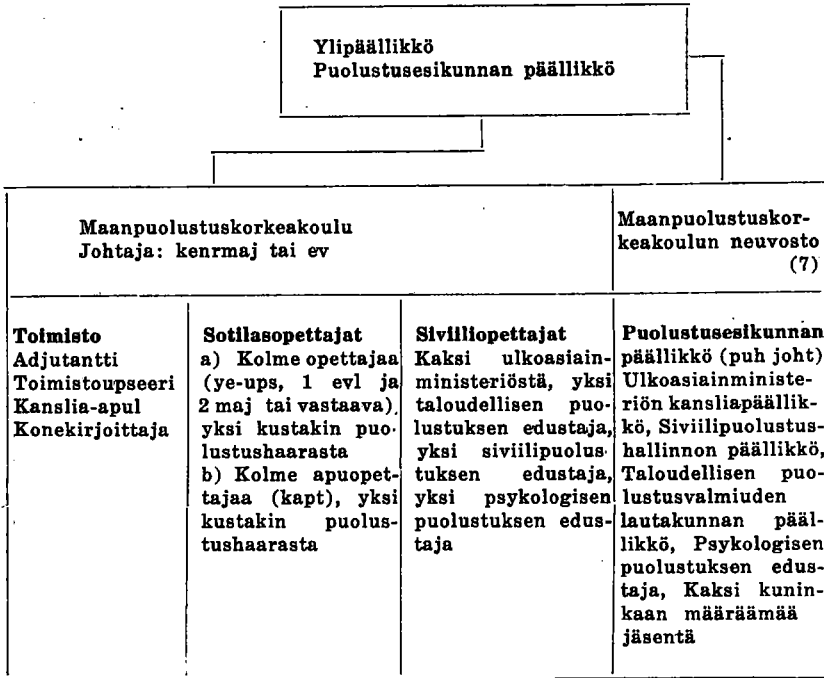 Ylipäällikkö
Puolustusesikunnan päällikkö
Maanpuolustuskorkeakoulu
Johtaja: kenrmaj tai ev
Maanpuolustuskor-
keakoulun neuvosto
(7)
Toimisto
Adjutantti
Toimistoupseeri
Kanslia-apul
Konekirjoittaja
Sotilasopettajat
a) Kolme opettajaa
(ye-ups, 1 evl ja
2 maj tai vastaava),
yksi kustakin puo-
lustushaarasta
b) Kolme apuopet-
tajaa (kapt), yksi
kustakin puolus-
tushaarasta
Siviiliopettajat
Kaksi ulkoasiain-
ministeriöstä, yksi
taloudellisen puo-
lustuksen edustaja,
yksi siviilipuolus-
tuksen edustaja,
yksi psykologisen
puolustuksen edus-
taja
Puolustusesikunnan
päällikkö (puh joht)
Ulkoasiainministe-
riön kansliapäällik-
kö, Siviilipuolustus-
hallinnon päällikkö,
Taloudellisen puo-
lustusvalmiuden
lautakunnan pääl-
likkö, Psykologisen
puolustuksen edus-
taja, Kaksi kunin-
kaan määräämää
jäsentä